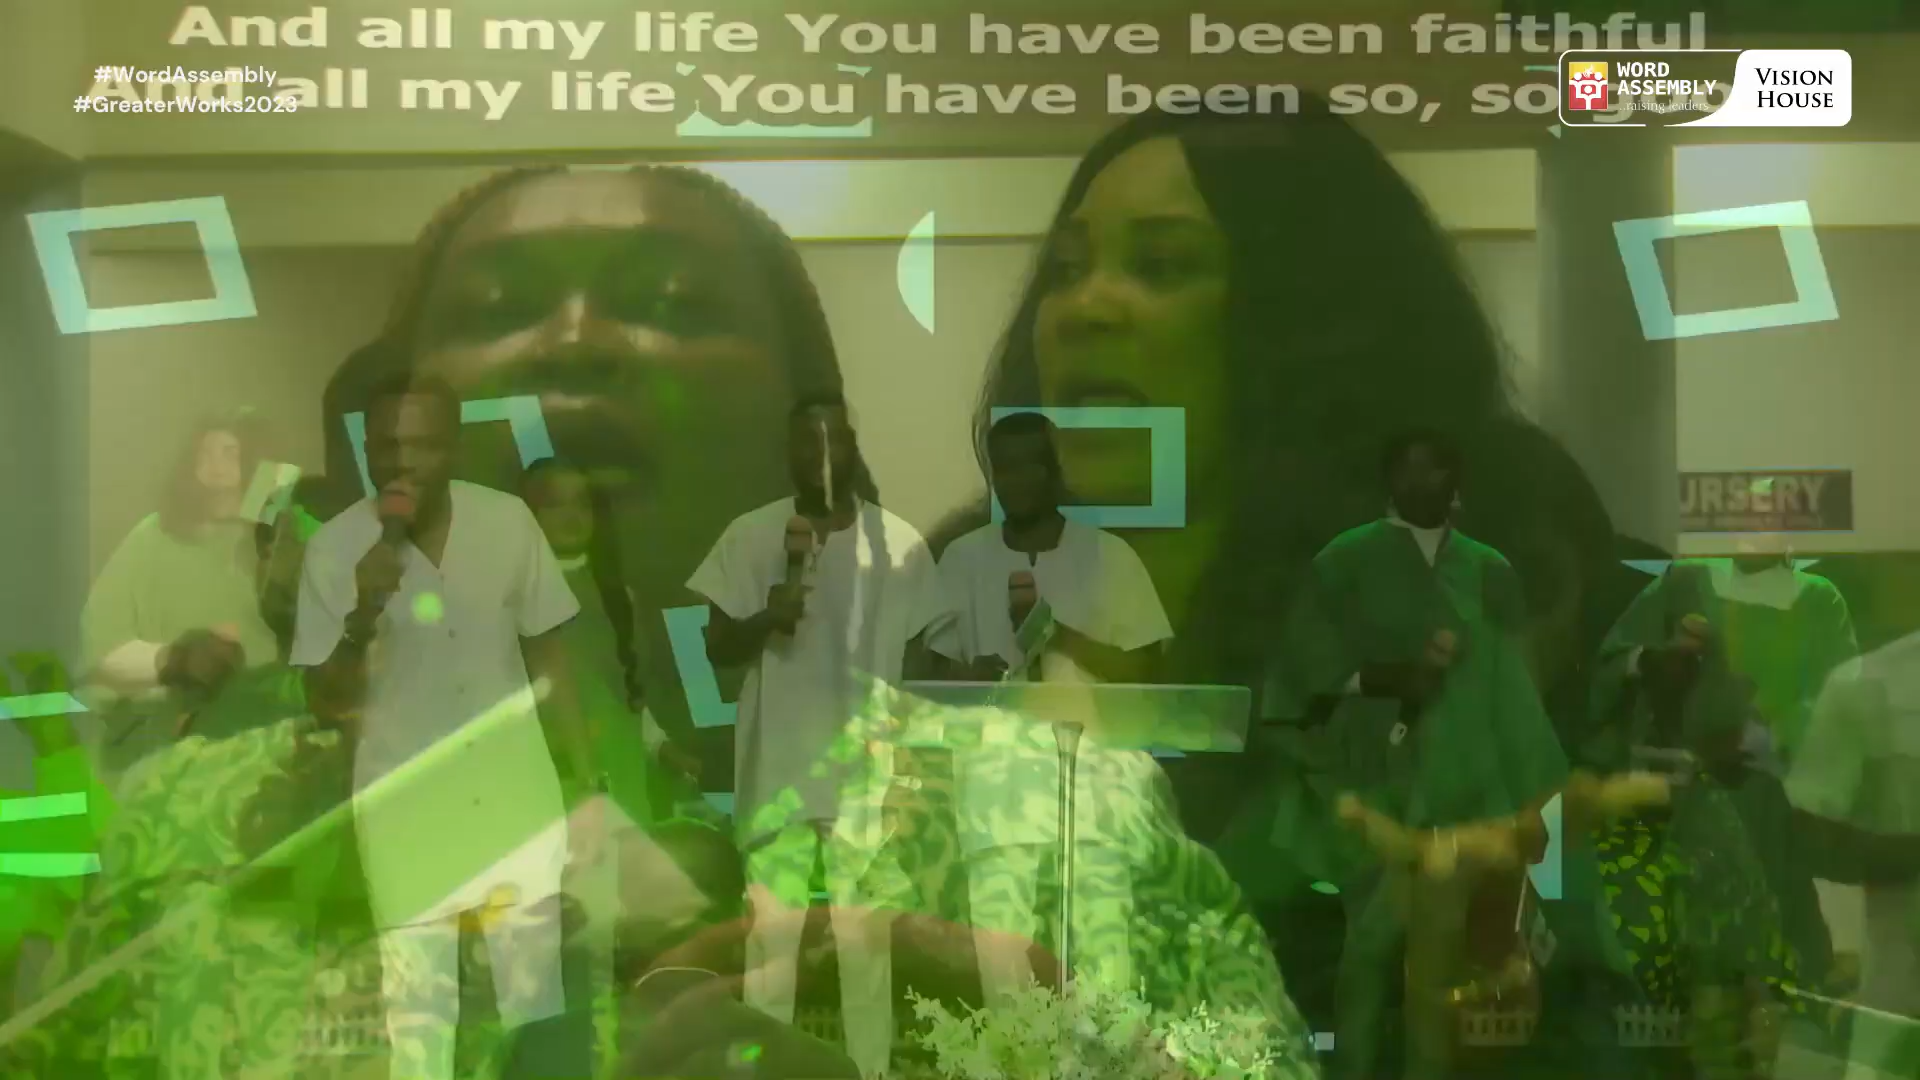 And all my life You have been faithful
And all my life You have been so, so
#WordAssembly
#GreaterWorks2023
WORD
ASSEMBLY
...raising leaders
VISION
HOUSE
URSERY